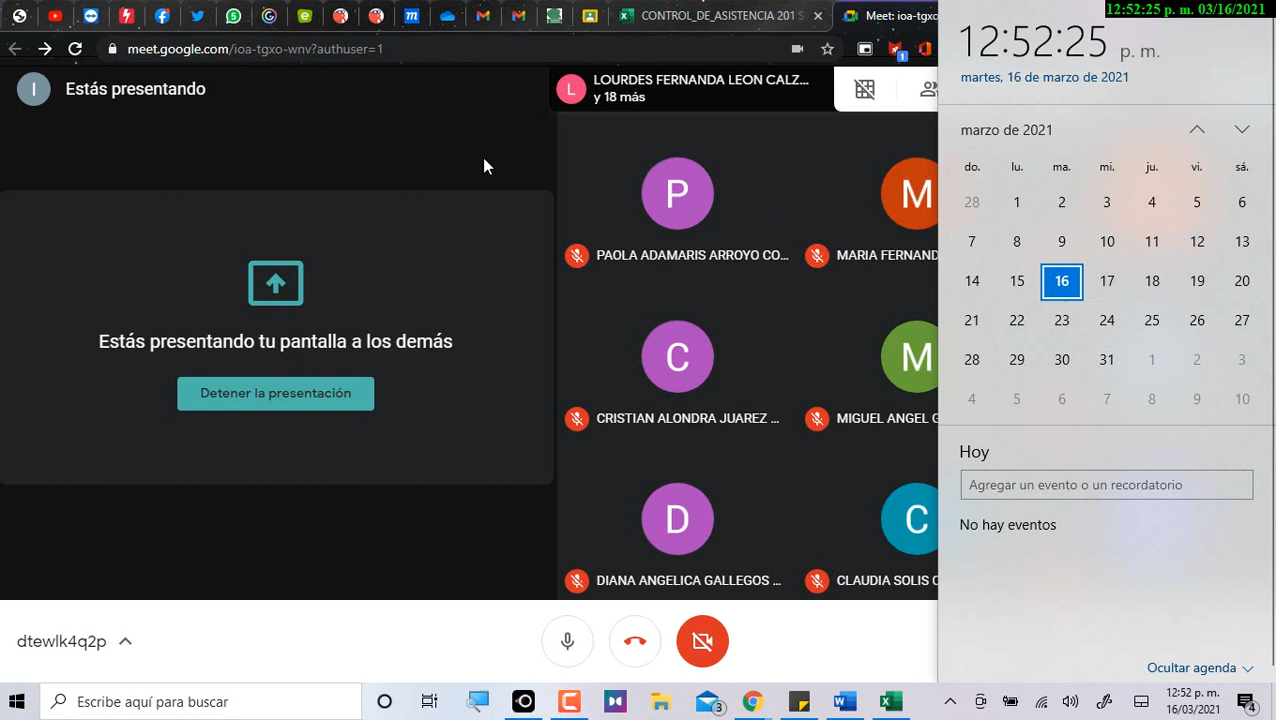 CONTROL_DE_ASISTENCIA 201 S
Meet: ioa-tgxo
12:52:25 p. m. 03/16/2021
meet.google.com/ioa-tgxo-wnv?authuser=1
1
I
Estás presentando
L
LOURDES FERNANDA LEON CALZ...
y 18 más
Estás presentando tu pantalla a los demás
Detener la presentación
P
PAOLA ADAMARIS ARROYO CO...
M
MARIA FERNAND
C
CRISTIAN ALONDRA JUAREZ ...
M
MIGUEL ANGEL G
D
DIANA ANGELICA GALLEGOS ...
C
CLAUDIA SOLIS C
dtewlk4q2p
12:52:25 p. m.
martes, 16 de marzo de 2021
marzo de 2021
do. lu. ma. mi. ju. vi. sá.
28 1 2 3 4 5 6
7 8 9 10 11 12 13
14 15 16 17 18 19 20
21 22 23 24 25 26 27
28 29 30 31 1 2 3
4 5 6 7 8 9 10
Hoy
Agregar un evento o un recordatorio
No hay eventos
Ocultar agenda
Escribe aquí para buscar
3
12:52 p. m.
16/03/2021
4